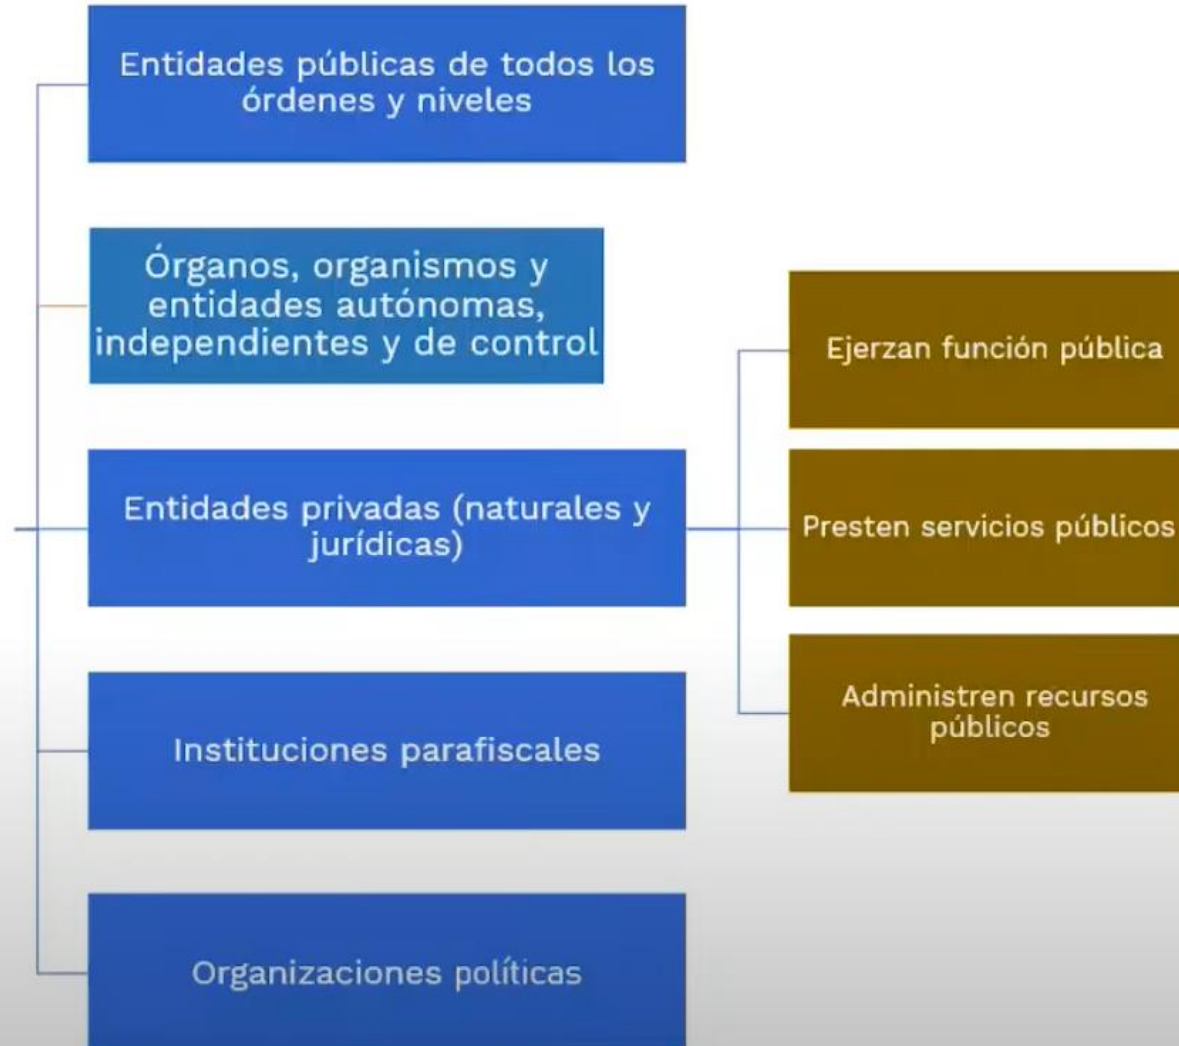 Entidades públicas de todos los
órdenes y niveles
Órganos, organismos y
entidades autónomas,
independientes y de control
Entidades privadas (naturales y
jurídicas)
Instituciones parafiscales
Organizaciones políticas
Ejerzan función pública
Presten servicios públicos
Administren recursos
públicos